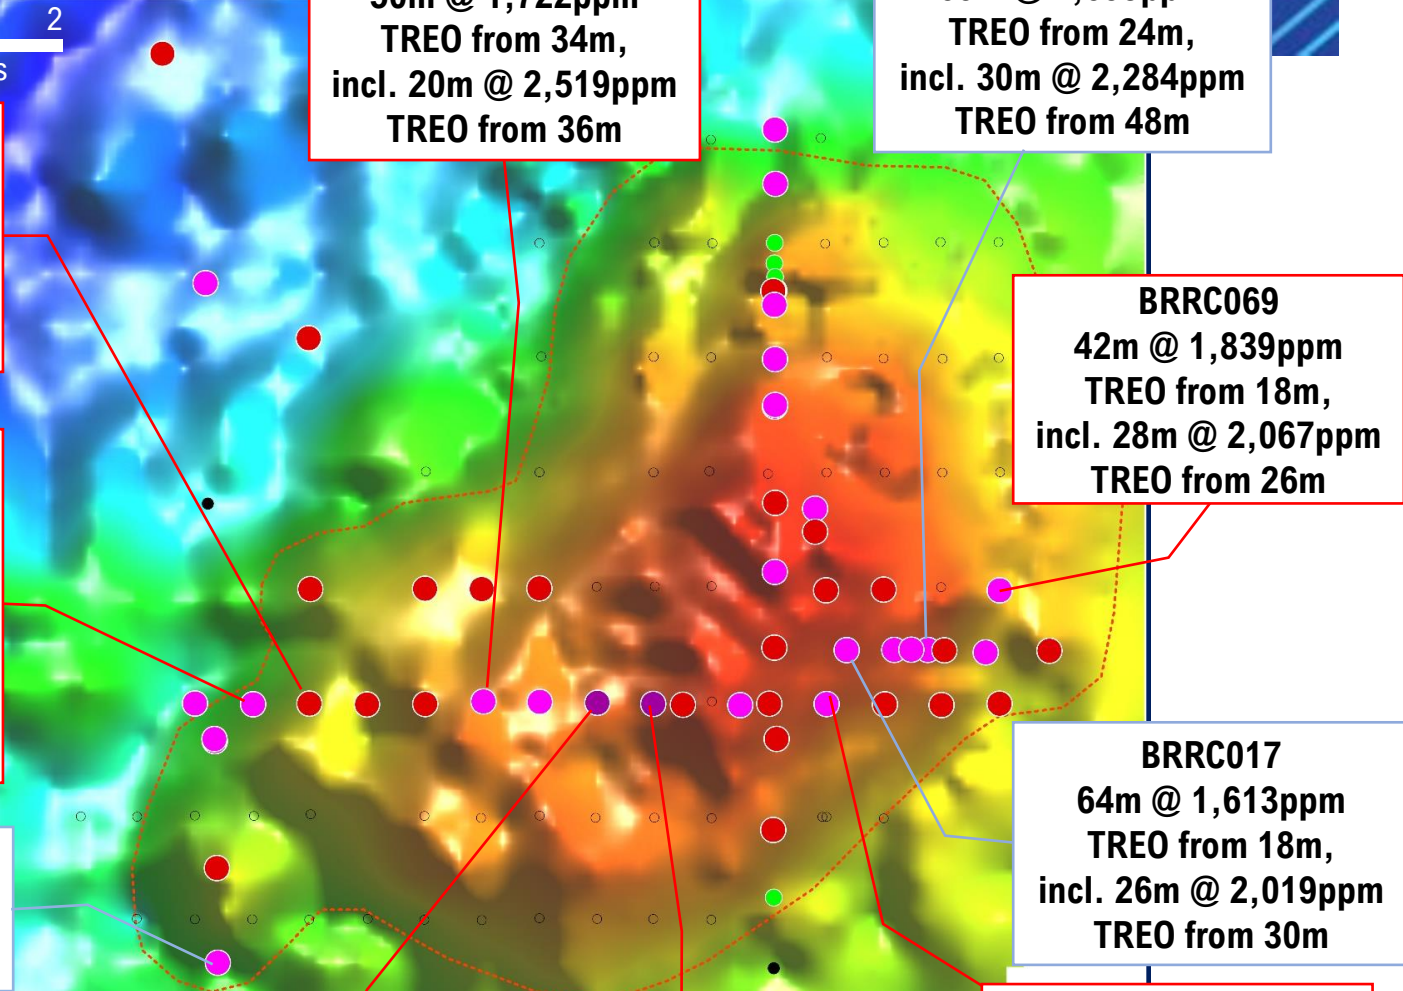 2
s
TREO from 34m,
incl. 20m @ 2,519ppm
TREO from 36m
TREO from 24m,
incl. 30m @ 2,284ppm
TREO from 48m
BRRC069
42m @ 1,839ppm
TREO from 18m,
incl. 28m @ 2,067ppm
TREO from 26m
BRRC017
64m @ 1,613ppm
TREO from 18m,
incl. 26m @ 2,019ppm
TREO from 30m